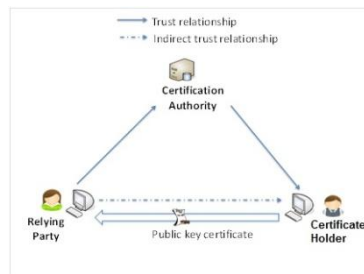 Trust relationship
Indirect trust relationship
Certification
Authority
Relying
Party
Public key certificate
Certificate
Holder